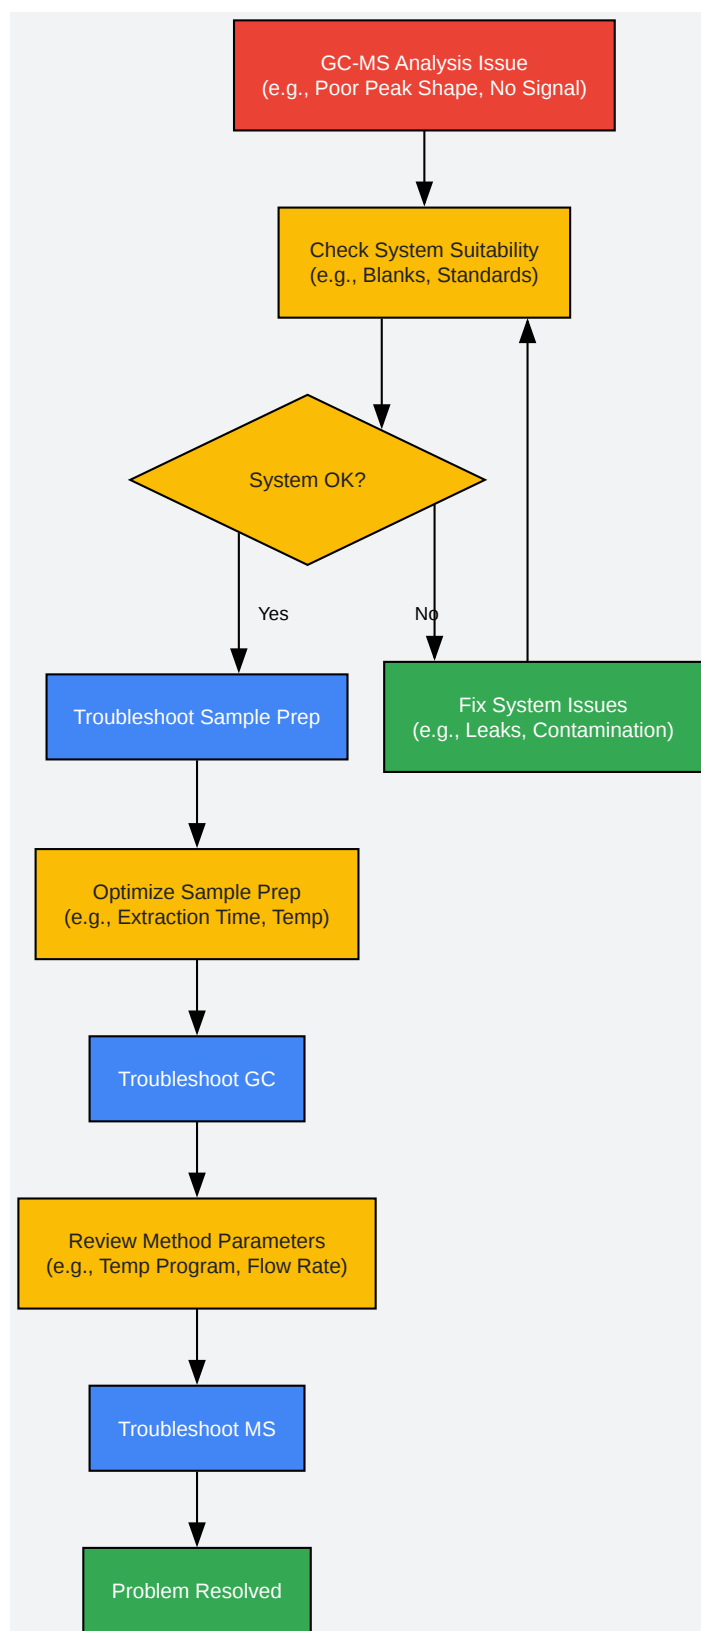 GC-MS Analysis Issue
(e.g., Poor Peak Shape, No Signal)
Check System Suitability
(e.g., Blanks, Standards)
System OK?
Yes
No
Troubleshoot Sample Prep
Fix System Issues
(e.g., Leaks, Contamination)
Optimize Sample Prep
(e.g., Extraction Time, Temp)
Troubleshoot GC
Review Method Parameters
(e.g., Temp Program, Flow Rate)
Troubleshoot MS
Problem Resolved